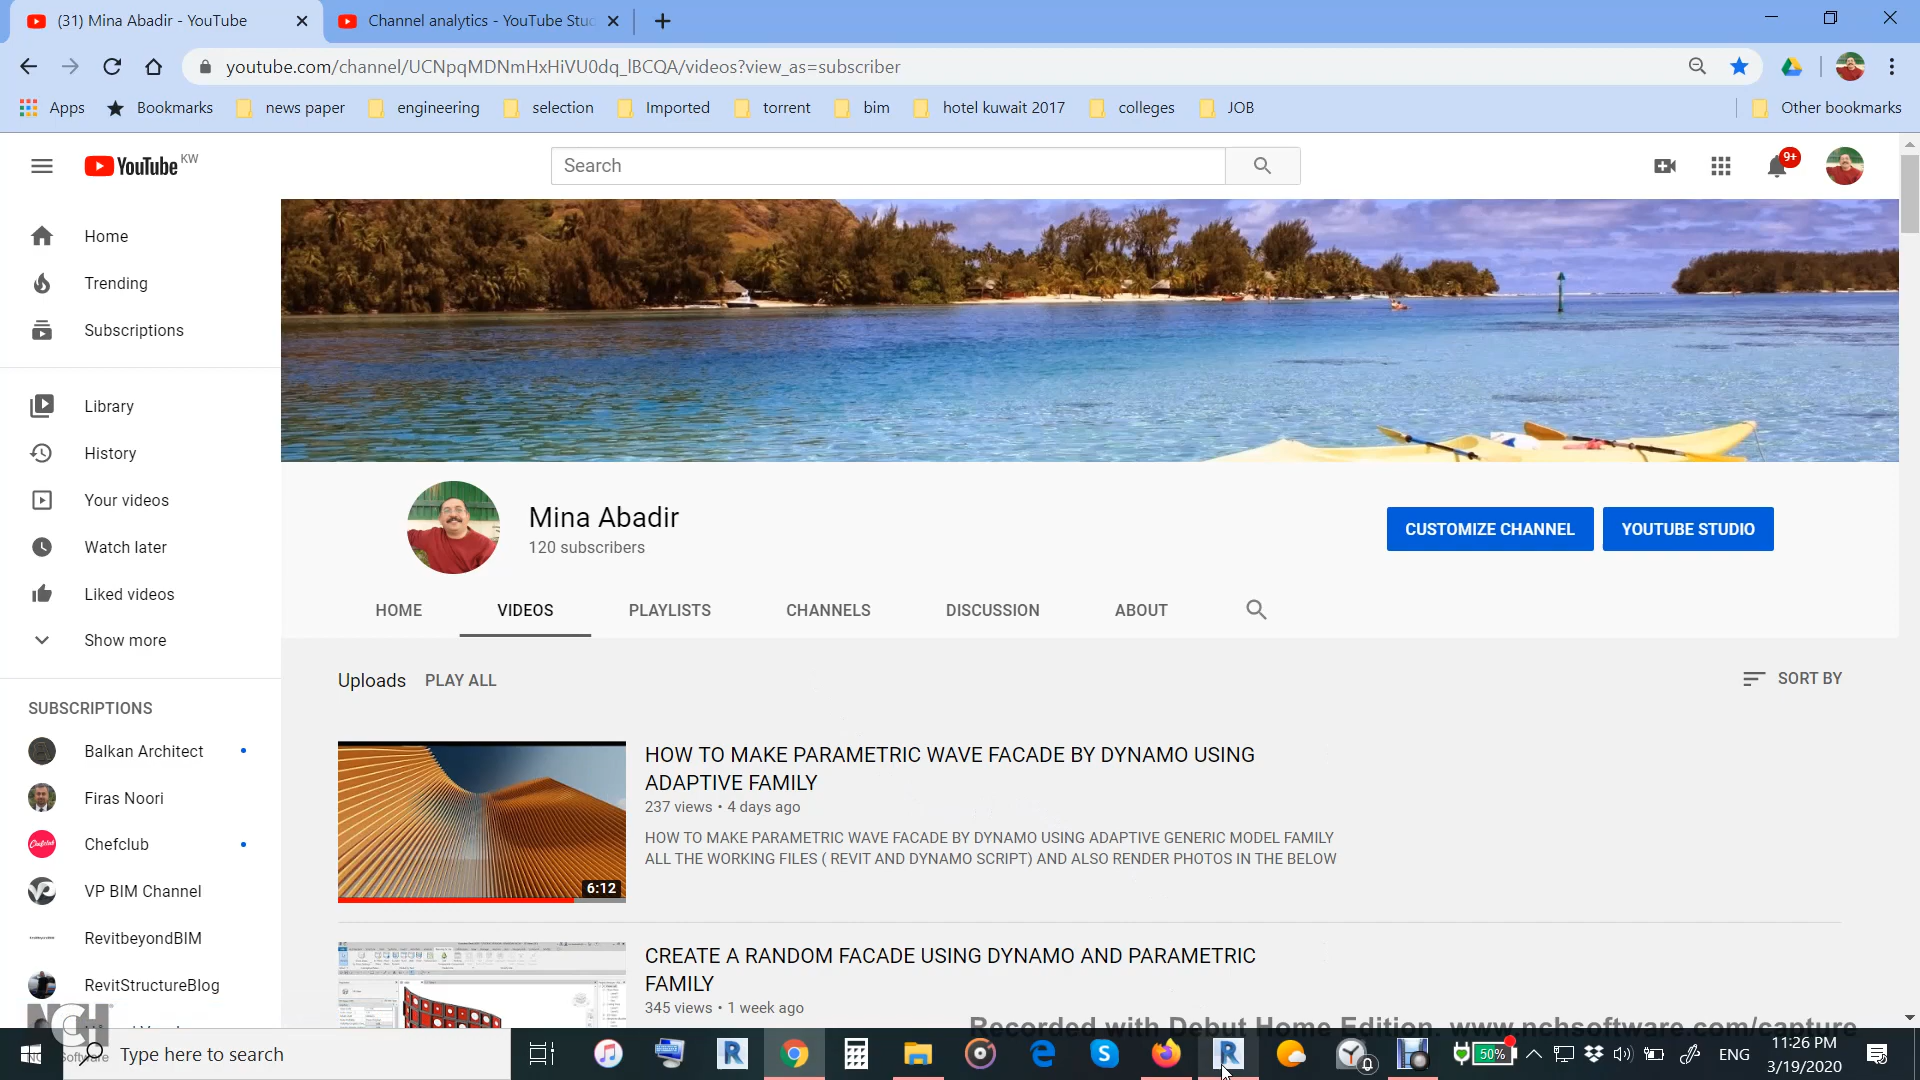 (31) Mina Abadir - YouTube
Channel analytics - YouTube Stu
youtube.com/channel/UCNpqMDNmHxHiVU0dq_lBCQA/videos?view_as=subscriber
Apps
Bookmarks
news paper
engineering
selection
Imported
torrent
bim
hotel kuwait 2017
colleges
JOB
Other bookmarks
YouTube KW
Search
9+
Home
Trending
Subscriptions
Library
History
Your videos
Watch later
Liked videos
Show more
SUBSCRIPTIONS
Balkan Architect
Firas Noori
Chefclub
VP BIM Channel
RevitbeyondBIM
RevitStructureBlog
Mina Abadir
120 subscribers
CUSTOMIZE CHANNEL
YOUTUBE STUDIO
HOME
VIDEOS
PLAYLISTS
CHANNELS
DISCUSSION
ABOUT
Uploads
PLAY ALL
SORT BY
6:12
HOW TO MAKE PARAMETRIC WAVE FACADE BY DYNAMO USING
ADAPTIVE FAMILY
237 views • 4 days ago
HOW TO MAKE PARAMETRIC WAVE FACADE BY DYNAMO USING ADAPTIVE GENERIC MODEL FAMILY
ALL THE WORKING FILES ( REVIT AND DYNAMO SCRIPT) AND ALSO RENDER PHOTOS IN THE BELOW
CREATE A RANDOM FACADE USING DYNAMO AND PARAMETRIC
FAMILY
345 views • 1 week ago
Recorded with Debut Home Edition. www.nchsoftware.com/capture
NCH
Software
Type here to search
50%
ENG
11:26 PM
3/19/2020